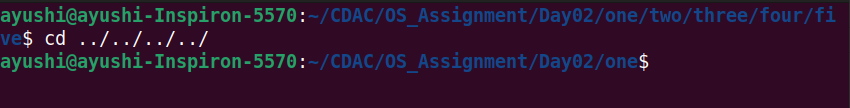 ayushi@ayushi-Inspiron-5570:~/CDAC/OS_Assignment/Day02/one/two/three/four/fi
ve$ cd ../../../../
ayushi@ayushi-Inspiron-5570:~/CDAC/OS_Assignment/Day02/one$